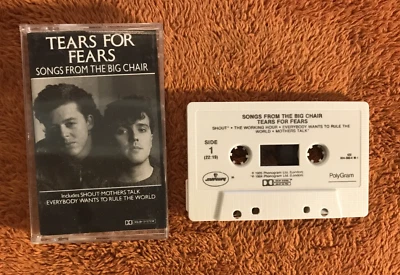 TEARS FOR
FEARS
SONGS FROM THE BIG CHAIR
Includes SHOUT·MOTHERS TALK
EVERYBODY WANTS TO RULE THE WORLD
SONGS FROM THE BIG CHAIR
TEARS FOR FEARS
SHOUT • THE WORKING HOUR • EVERYBODY WANTS TO RULE THE
WORLD • MOTHERS TALK
SIDE
1
PolyGram